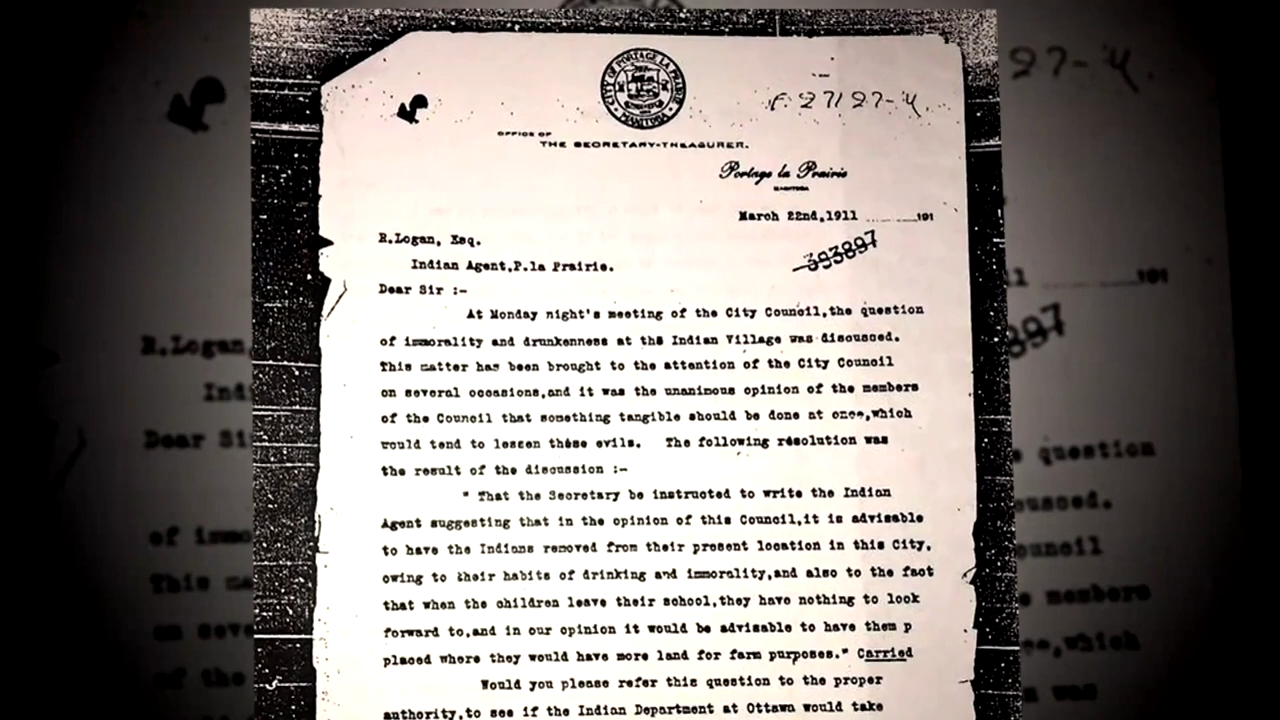 CITY OF PORTAGE LA PRAIRIE
MANITOBA
F. 27127-4.
OFFICE OF
THE SECRETARY-TREASURER.
Portage la Prairie
MANITOBA
March 22nd,1911 ............191
393897
R.Logan, Esq.
Indian Agent,P.la Prairie.
Dear Sir :-
At Monday night's meeting of the City Council,the question
of immorality and drunkenness at the Indian Village was discussed.
This matter has been brought to the attention of the City Council
on several occasions,and it was the unanimous opinion of the members
of the Council that something tangible should be done at once,which
would tend to lessen these evils. The following resolution was
the result of the discussion :-
" That the Secretary be instructed to write the Indian
Agent suggesting that in the opinion of this Council,it is advisable
to have the Indians removed from their present location in this City,
owing to their habits of drinking and immorality,and also to the fact
that when the children leave their school,they have nothing to look
forward to,and in our opinion it would be advisable to have them p
placed where they would have more land for farm purposes." Carried
Would you please refer this question to the proper
authority,to see if the Indian Department at Ottawa would take